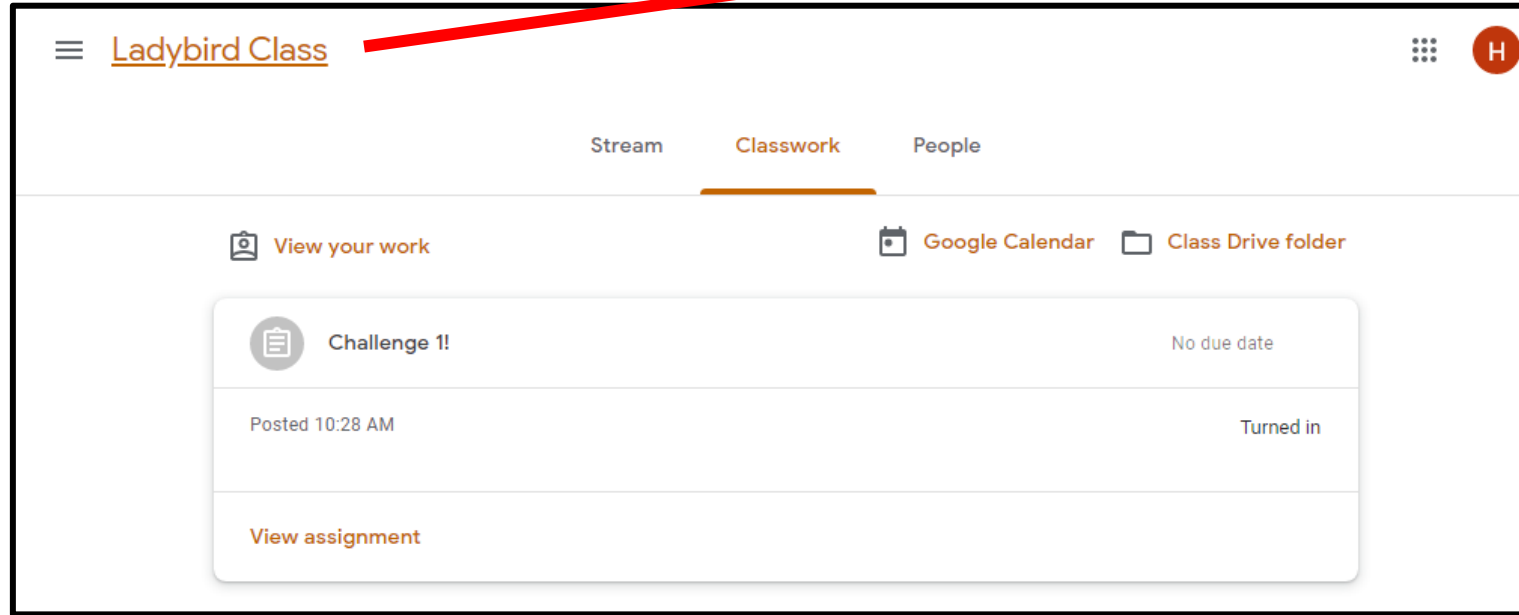 Ladybird Class
H
Stream Classwork People
View your work Google Calendar Class Drive folder
Challenge 1! No due date
Posted 10:28 AM Turned in
View assignment